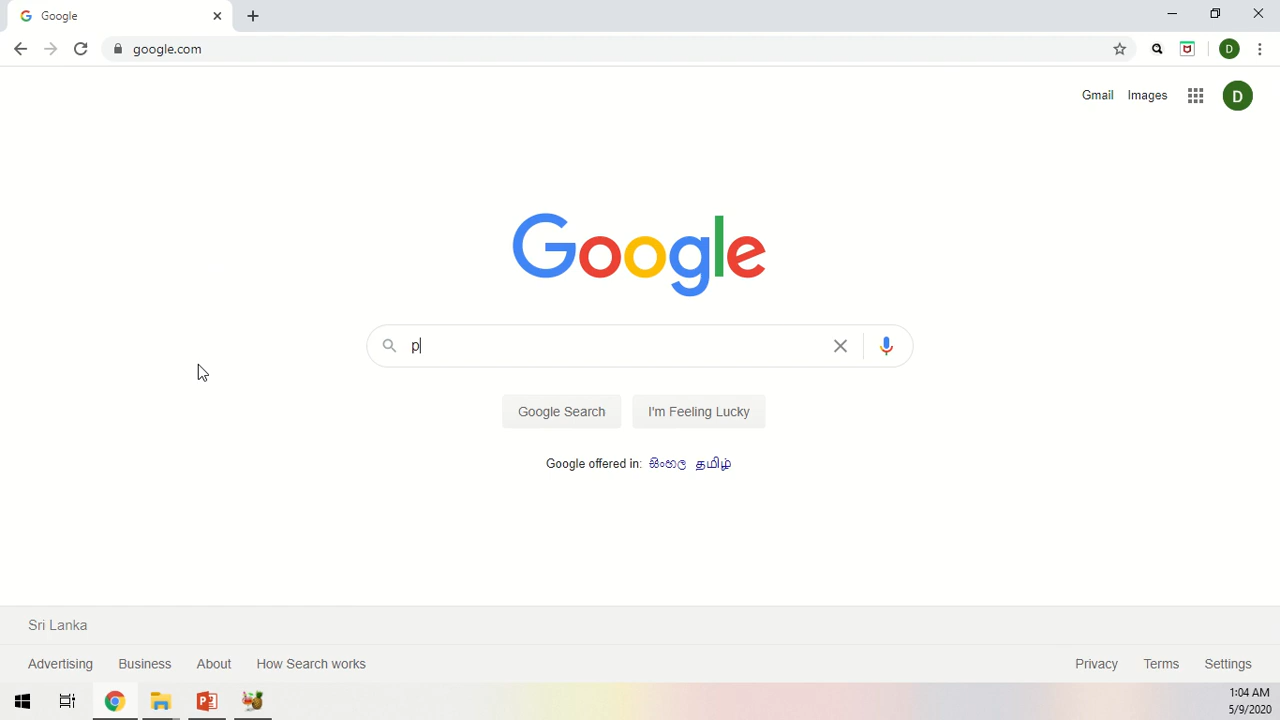 Google
google.com
D
Gmail Images D
Google
p
Google Search I'm Feeling Lucky
Google offered in: සිංහල தமிழ்
Sri Lanka
Advertising Business About How Search works Privacy Terms Settings
1:04 AM
5/9/2020